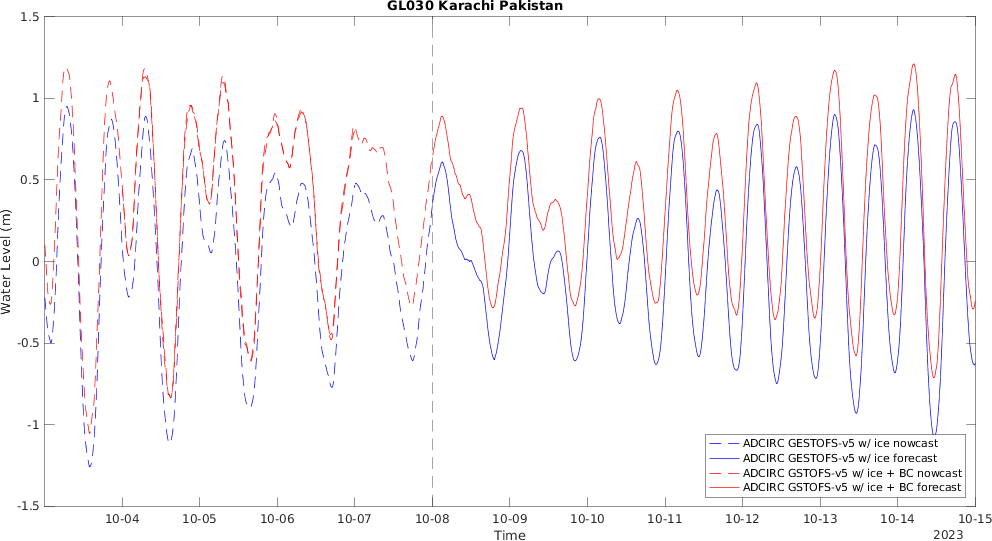 GL030 Karachi Pakistan
1.5
1
0.5
0
-0.5
-1
-1.5
Water Level (m)
ADCIRC GESTOFS-v5 w/ ice nowcast
ADCIRC GESTOFS-v5 w/ ice forecast
ADCIRC GSTOFS-v5 w/ ice + BC nowcast
ADCIRC GSTOFS-v5 w/ ice + BC forecast
10-04 10-05 10-06 10-07 10-08 10-09 10-10 10-11 10-12 10-13 10-14 10-15
Time
2023